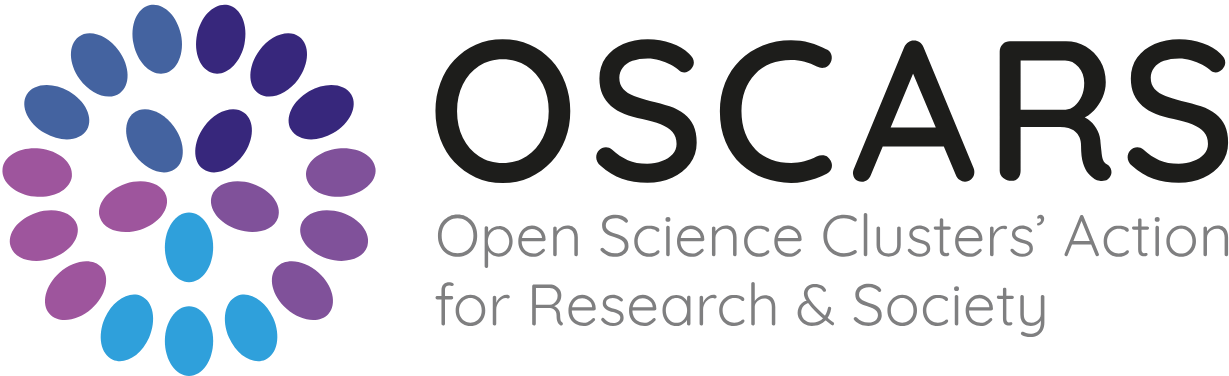 OSCARS
Open Science Clusters’ Action
for Research & Society